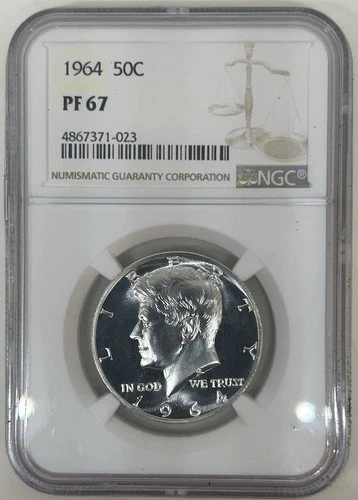 1964 50C
PF 67
4867371-023
NUMISMATIC GUARANTY CORPORATION
NGC®
LIBERTY
IN GOD WE TRUST
1964